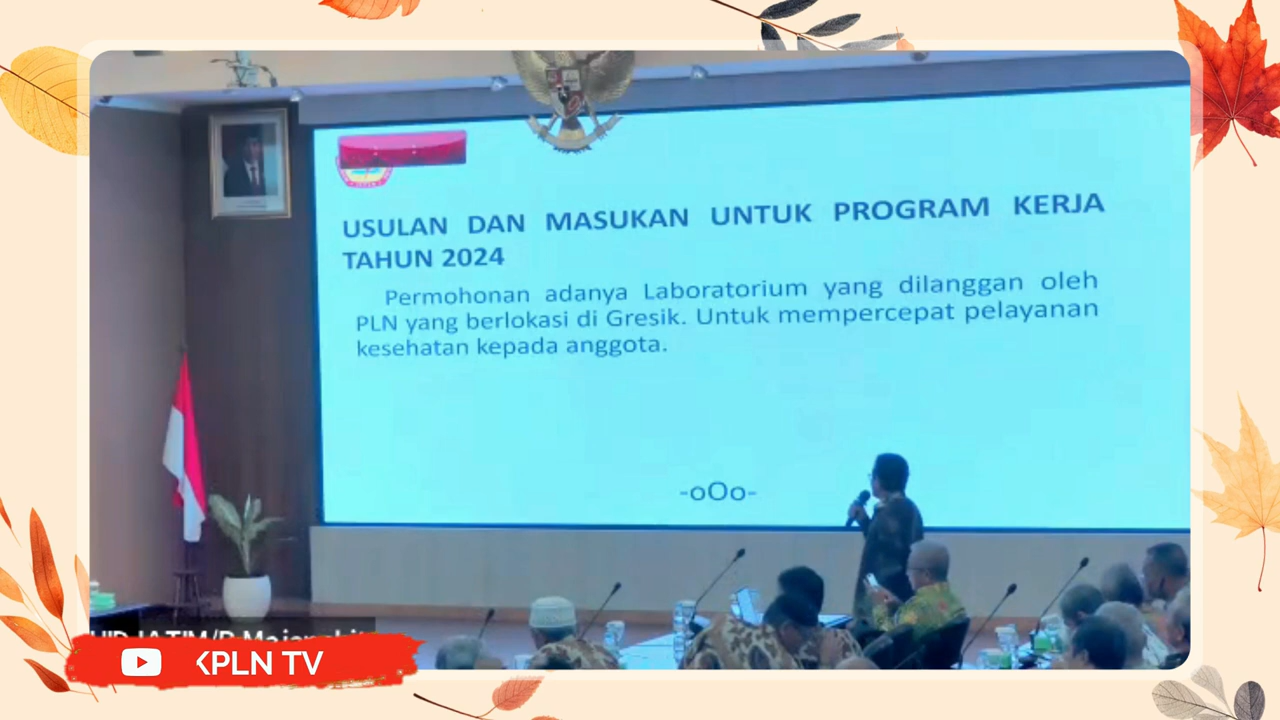 USULAN DAN MASUKAN UNTUK PROGRAM KERJA
TAHUN 2024
Permohonan adanya Laboratorium yang dilanggan oleh
PLN yang berlokasi di Gresik. Untuk mempercepat pelayanan
kesehatan kepada anggota.
-oOo-
KPLN TV